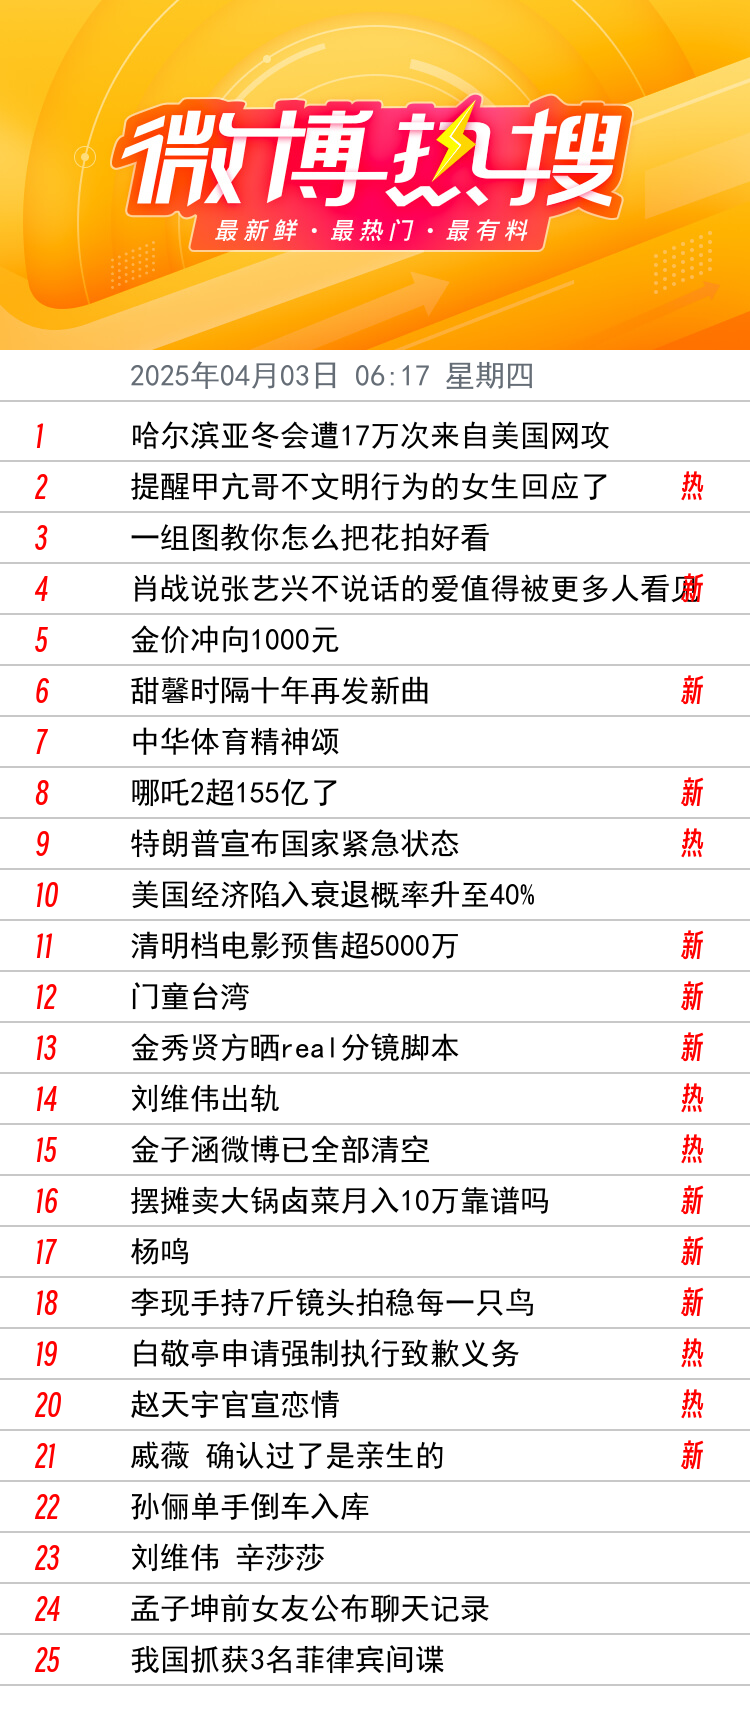 微博热搜
最新鲜·最热门·最有料
2025年04月03日 06:17 星期四
1 哈尔滨亚冬会遭17万次来自美国网攻
2 提醒甲亢哥不文明行为的女生回应了 热
3 一组图教你怎么把花拍好看
4 肖战说张艺兴不说话的爱值得被更多人看见 新
5 金价冲向1000元
6 甜馨时隔十年再发新曲 新
7 中华体育精神颂
8 哪吒2超155亿了 新
9 特朗普宣布国家紧急状态 热
10 美国经济陷入衰退概率升至40%
11 清明档电影预售超5000万 新
12 门童台湾 新
13 金秀贤方晒real分镜脚本 新
14 刘维伟出轨 热
15 金子涵微博已全部清空 热
16 摆摊卖大锅卤菜月入10万靠谱吗 新
17 杨鸣 新
18 李现手持7斤镜头拍稳每一只鸟 新
19 白敬亭申请强制执行致歉义务 热
20 赵天宇官宣恋情 热
21 戚薇 确认过了是亲生的 新
22 孙俪单手倒车入库
23 刘维伟 辛莎莎
24 孟子坤前女友公布聊天记录
25 我国抓获3名菲律宾间谍